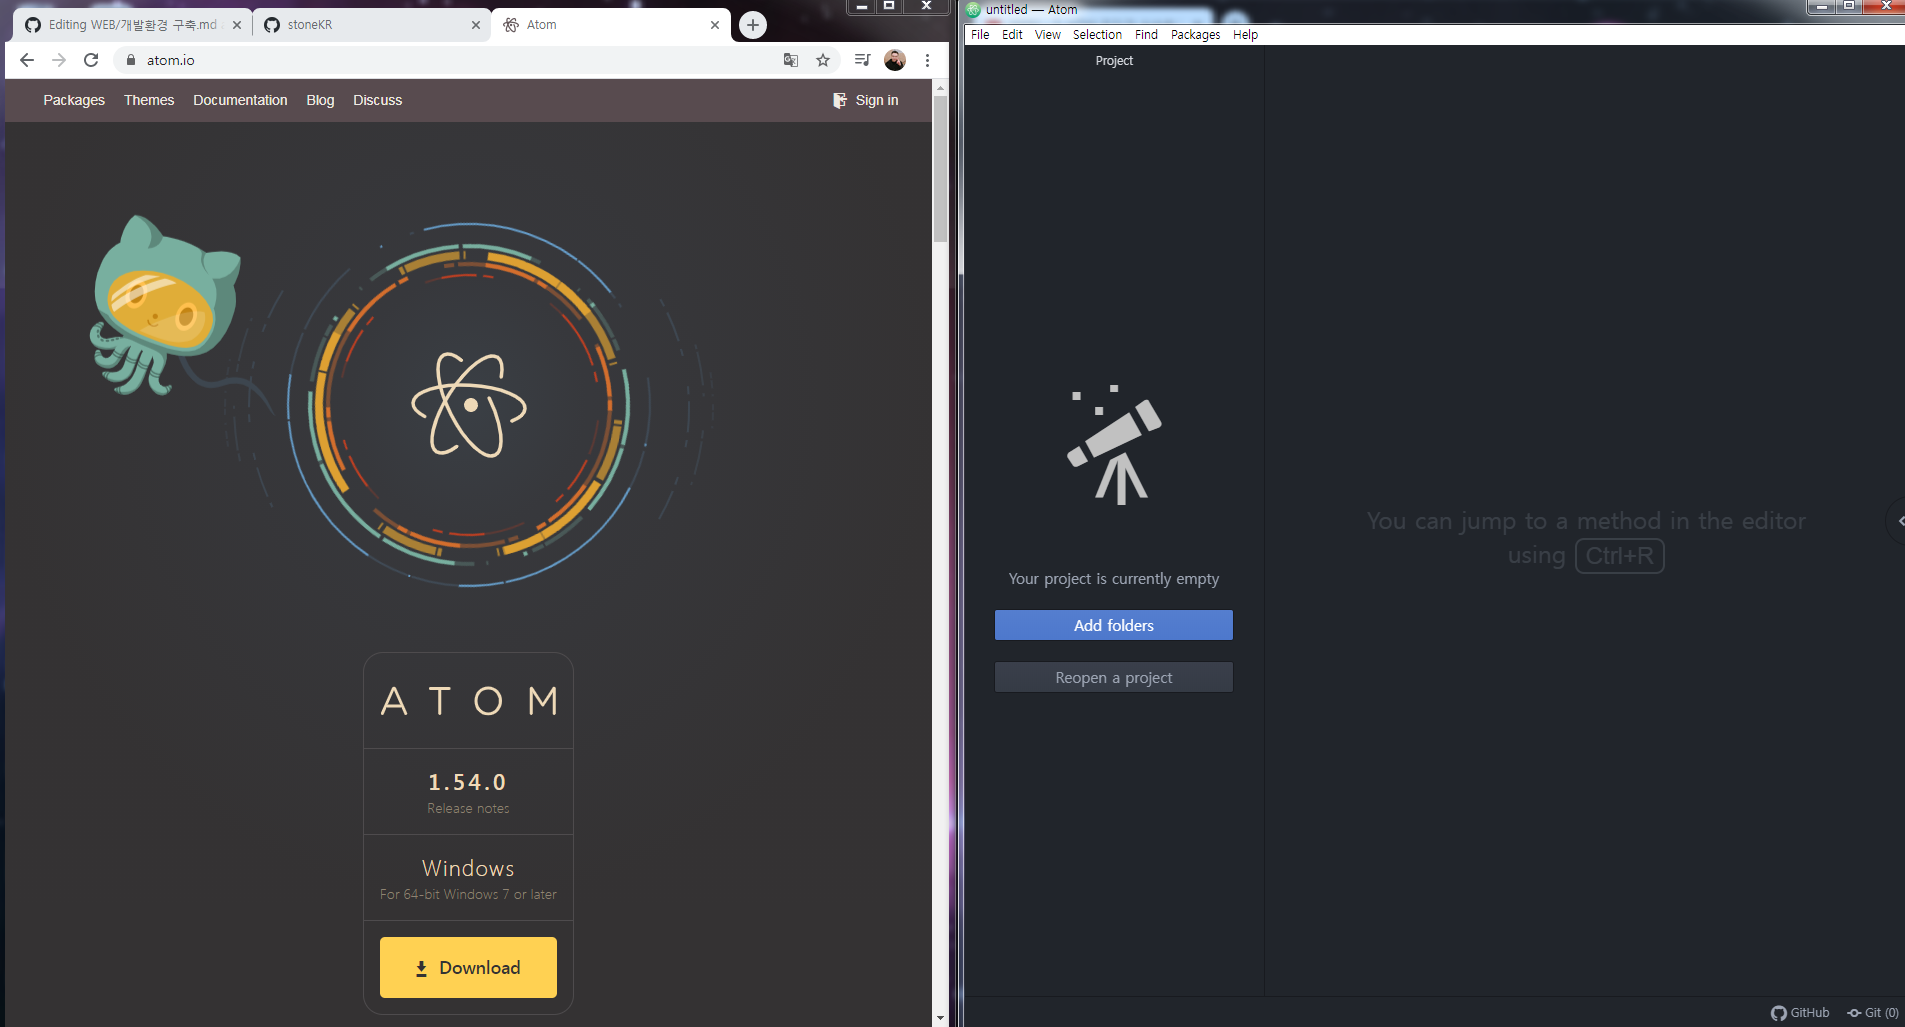 Editing WEB/개발환경 구축.md
stoneKR
Atom
atom.io
Packages Themes Documentation Blog Discuss
Sign in
ATOM
1.54.0
Release notes
Windows
For 64-bit Windows 7 or later
Download
untitled — Atom
File Edit View Selection Find Packages Help
Project
Your project is currently empty
Add folders
Reopen a project
You can jump to a method in the editor
using Ctrl+R
GitHub Git (0)